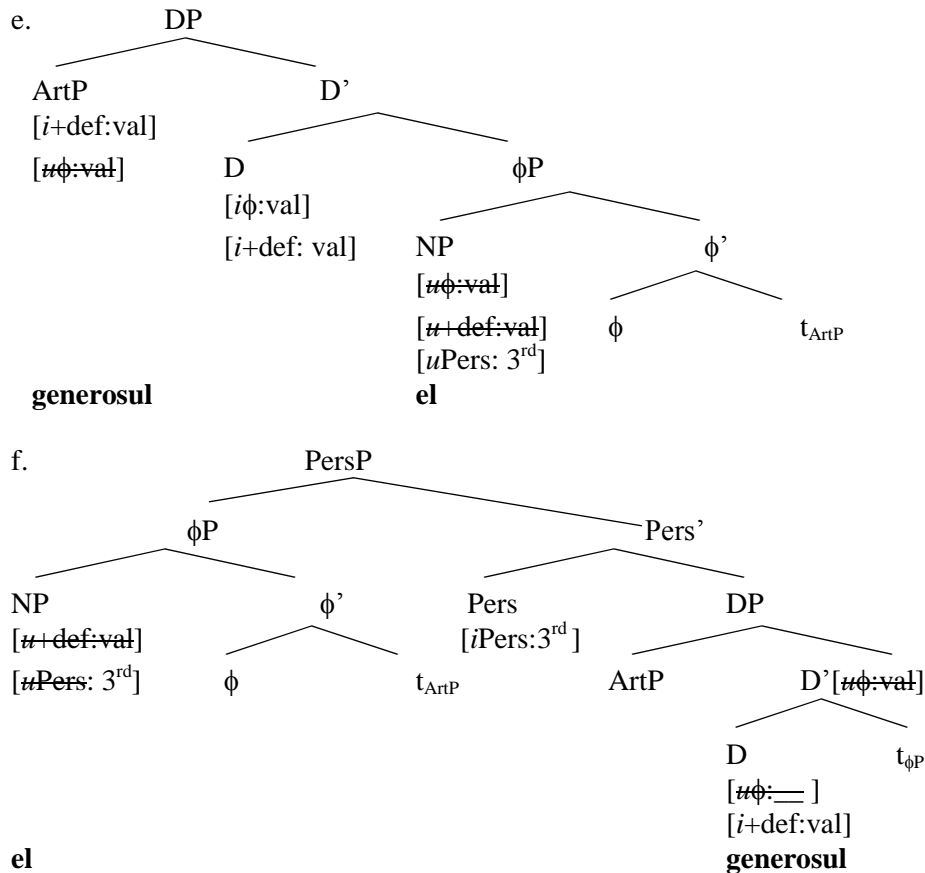 e. DP
ArtP D’
[i+def:val]
[uϕ:val] D ϕP
[iϕ:val]
[i+def: val] NP ϕ’
[uϕ:val]
[u+def:val] ϕ tArtP
[uPers: 3rd]
generosul el
f. PersP
ϕP Pers’
NP ϕ’ Pers DP
[u+def:val] [iPers:3rd ]
[uPers: 3rd] ϕ tArtP ArtP D’[uϕ:val]
D tϕP
[uϕ:__ ]
[i+def:val]
el generosul